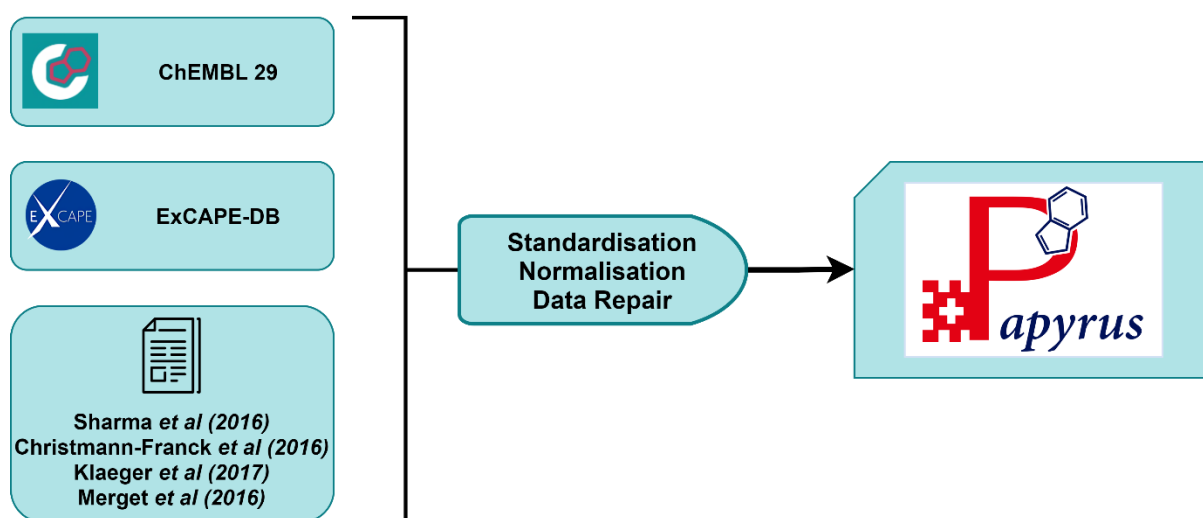 ChEMBL 29
EXCAPE
ExCAPE-DB
Sharma et al (2016)
Christmann-Franck et al (2016)
Klaeger et al (2017)
Merget et al (2016)
Standardisation
Normalisation
Data Repair
Papyrus